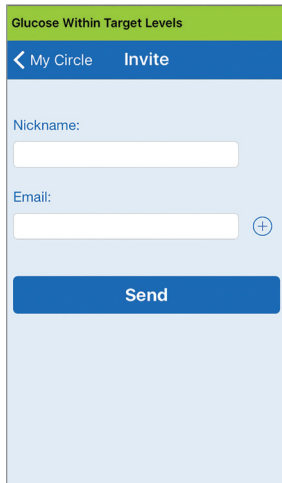 Glucose Within Target Levels
My Circle Invite
Nickname:
Email:
Send